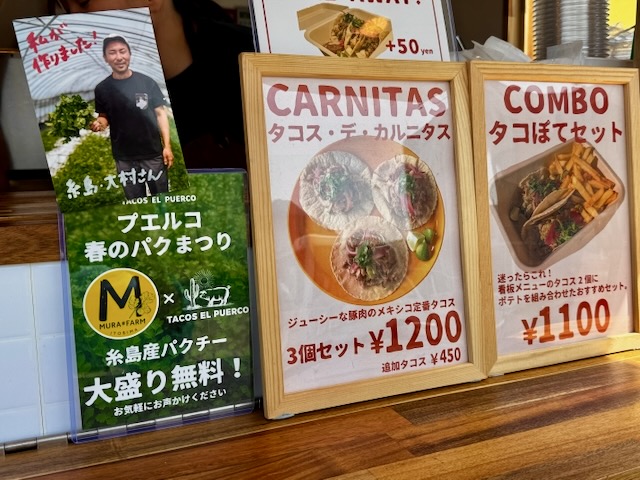 私が
作りました！
糸島・大村さん
TACOS EL PUERCO
プエルコ
春のパクまつり
M
MURA FARM
ITOSHIMA
×
TACOS EL PUERCO
糸島産パクチー
大盛り無料！
お気軽にお声かけください
+50 yen
CARNITAS
タコス・デ・カルニタス
ジューシーな豚肉のメキシコ定番タコス
3個セット ¥1200
追加タコス ¥450
COMBO
タコぽてセット
迷ったらこれ！
看板メニューのタコス2個に
ポテトを組み合わせたおすすめセット。
¥1100